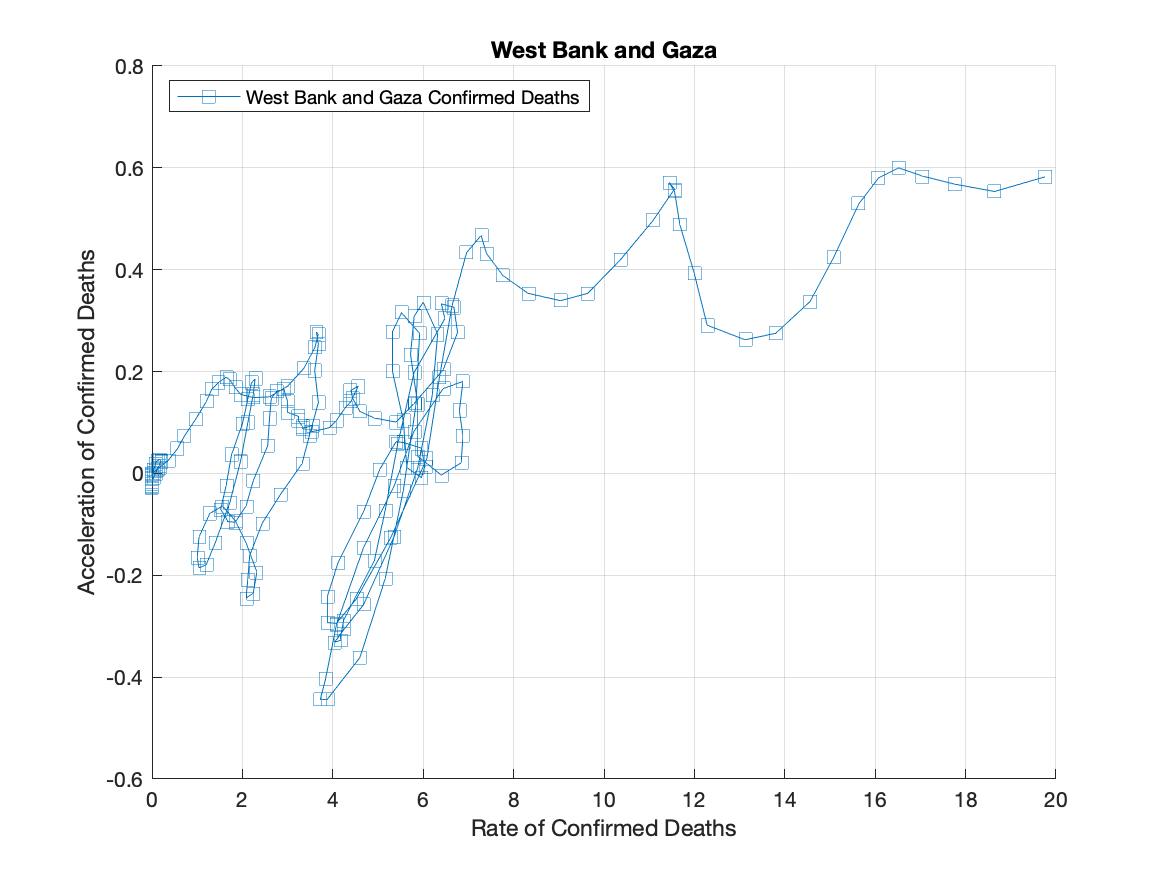 West Bank and Gaza
0.8
West Bank and Gaza Confirmed Deaths
0.6
0.4
0.2
0
-0.2
-0.4
-0.6
Acceleration of Confirmed Deaths
0 2 4 6 8 10 12 14 16 18 20
Rate of Confirmed Deaths